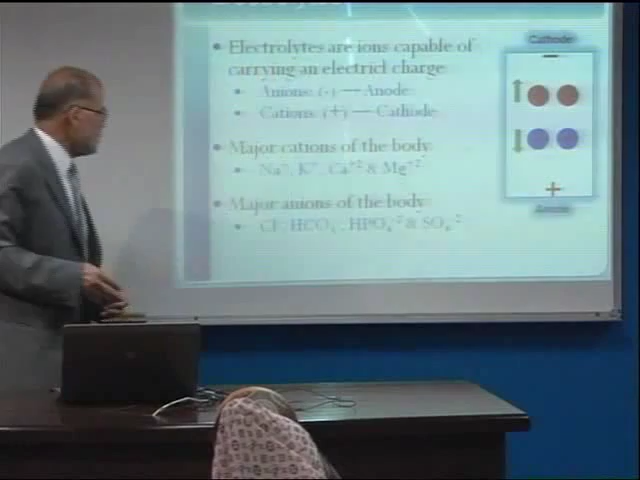 Electrolytes are ions capable of
carrying an electricl charge
Anions: (-) — Anode
Cations: (+) — Cathode
Major cations of the body
Na⁺, K⁺, Ca⁺² & Mg⁺²
Major anions of the body
Cl⁻, HCO₃⁻, HPO₄⁻² & SO₄⁻²
Cathode
−
+
Anode